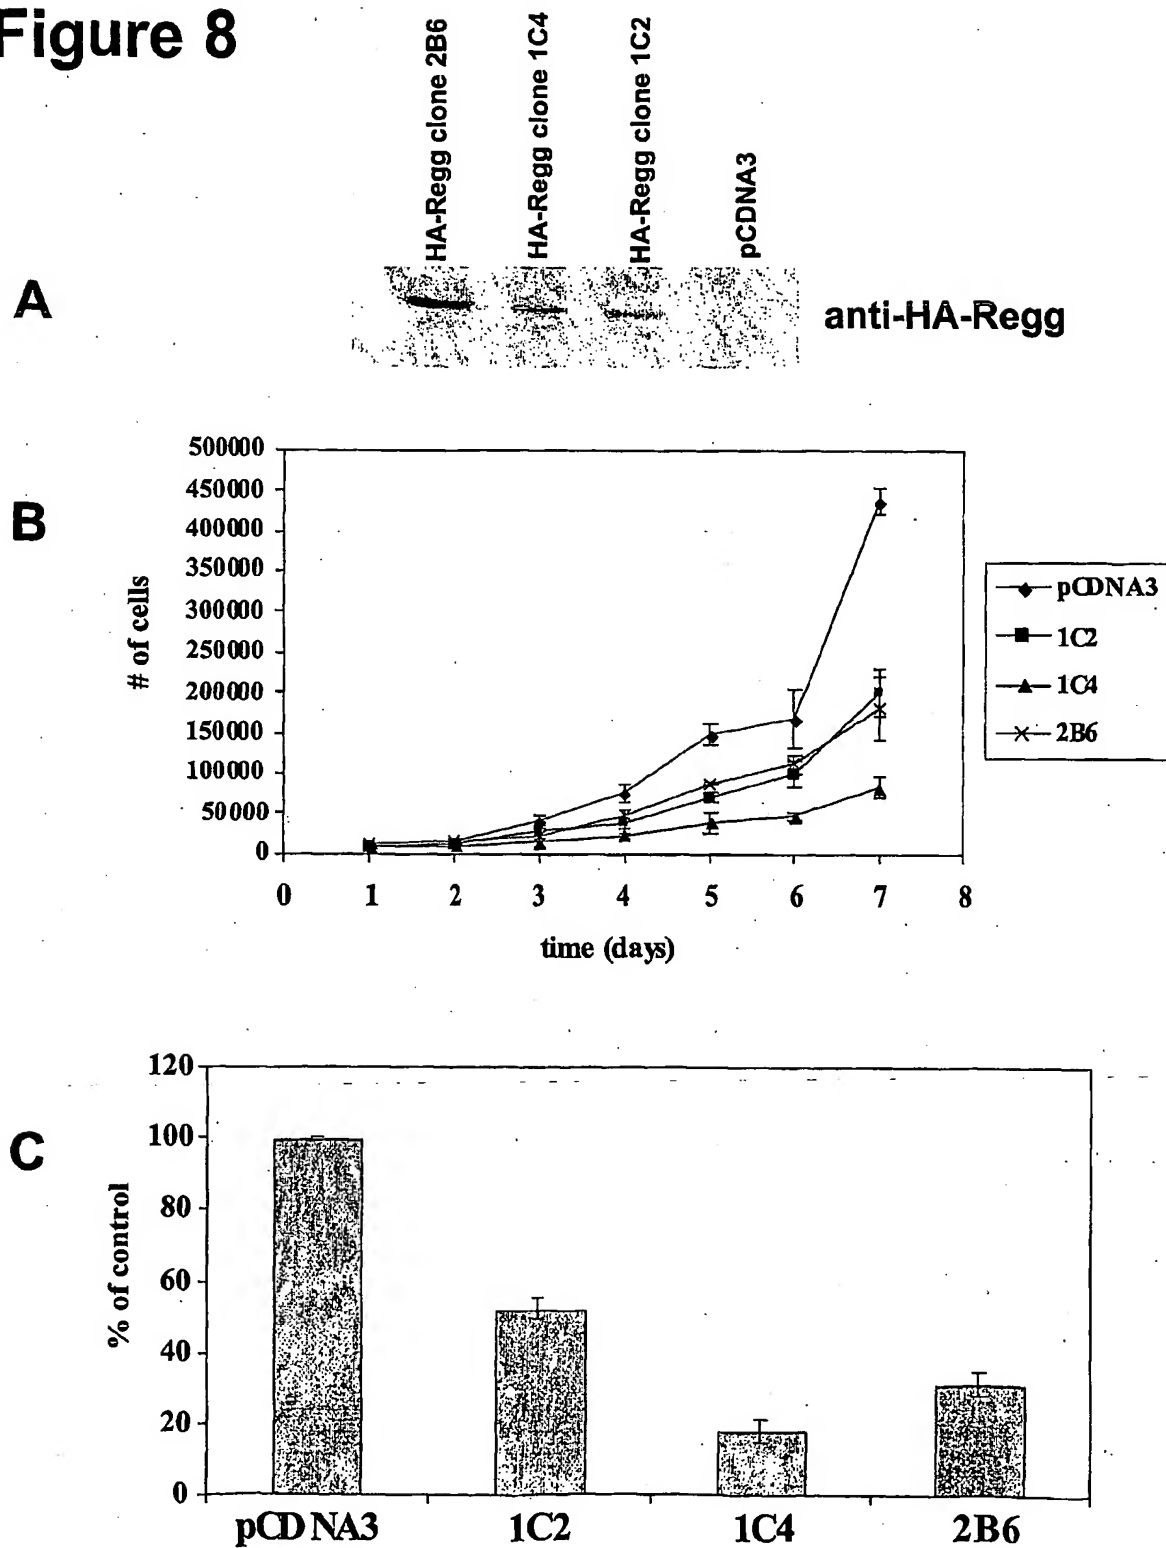 Figure 8
HA-Regg clone 2B6
HA-Regg clone 1C4
HA-Regg clone 1C2
pCDNA3
A
anti-HA-Regg
B
# of cells
500000
450000
400000
350000
300000
250000
200000
150000
100000
50000
0
0 1 2 3 4 5 6 7 8
time (days)
pCDNA3
1C2
1C4
2B6
C
% of control
120
100
80
60
40
20
0
pCDNA3 1C2 1C4 2B6